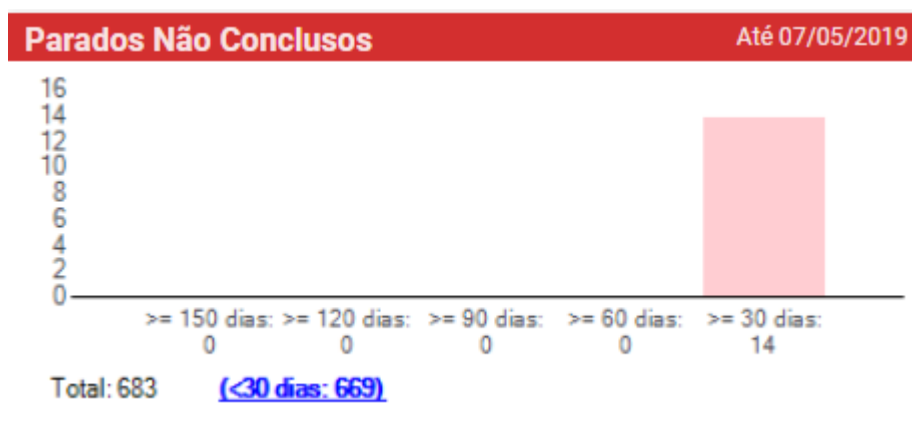 Parados Não Conclusos Até 07/05/2019
16
14
12
10
8
6
4
2
0
>= 150 dias: >= 120 dias: >= 90 dias: >= 60 dias: >= 30 dias:
0 0 0 0 14
Total: 683 (<30 dias: 669)